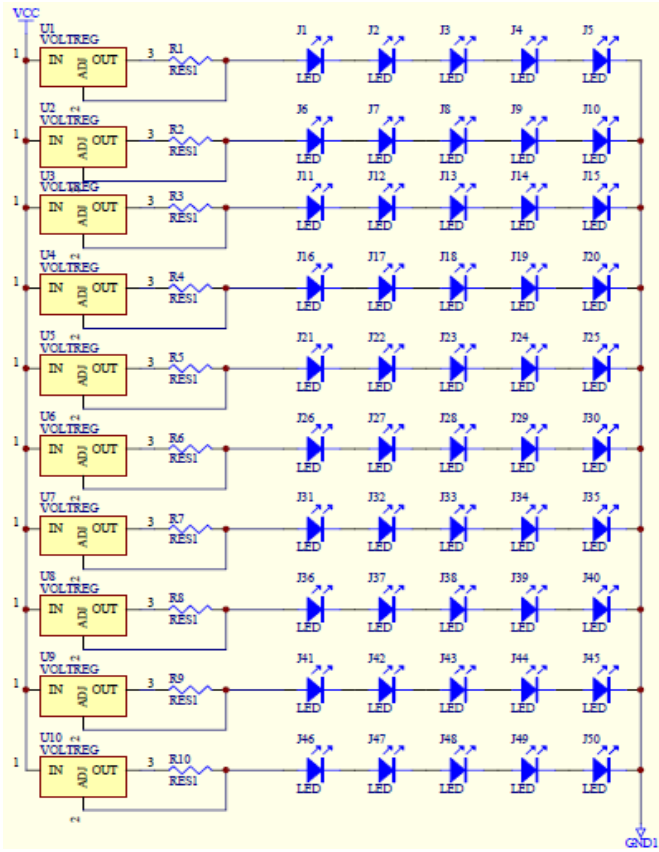 VCC
U1
VOLTREG
J1 J2 J3 J4 J5
1 IN ADJ OUT 3 R1
RES1
LED LED LED LED LED
2
U2
VOLTREG
J6 J7 J8 J9 J10
1 IN ADJ OUT 3 R2
RES1
LED LED LED LED LED
2
U3
VOLTREG
J11 J12 J13 J14 J15
1 IN ADJ OUT 3 R3
RES1
LED LED LED LED LED
2
U4
VOLTREG
J16 J17 J18 J19 J20
1 IN ADJ OUT 3 R4
RES1
LED LED LED LED LED
2
U5
VOLTREG
J21 J22 J23 J24 J25
1 IN ADJ OUT 3 R5
RES1
LED LED LED LED LED
2
U6
VOLTREG
J26 J27 J28 J29 J30
1 IN ADJ OUT 3 R6
RES1
LED LED LED LED LED
2
U7
VOLTREG
J31 J32 J33 J34 J35
1 IN ADJ OUT 3 R7
RES1
LED LED LED LED LED
2
U8
VOLTREG
J36 J37 J38 J39 J40
1 IN ADJ OUT 3 R8
RES1
LED LED LED LED LED
2
U9
VOLTREG
J41 J42 J43 J44 J45
1 IN ADJ OUT 3 R9
RES1
LED LED LED LED LED
2
U10
VOLTREG
J46 J47 J48 J49 J50
1 IN ADJ OUT 3 R10
RES1
LED LED LED LED LED
2
GND1